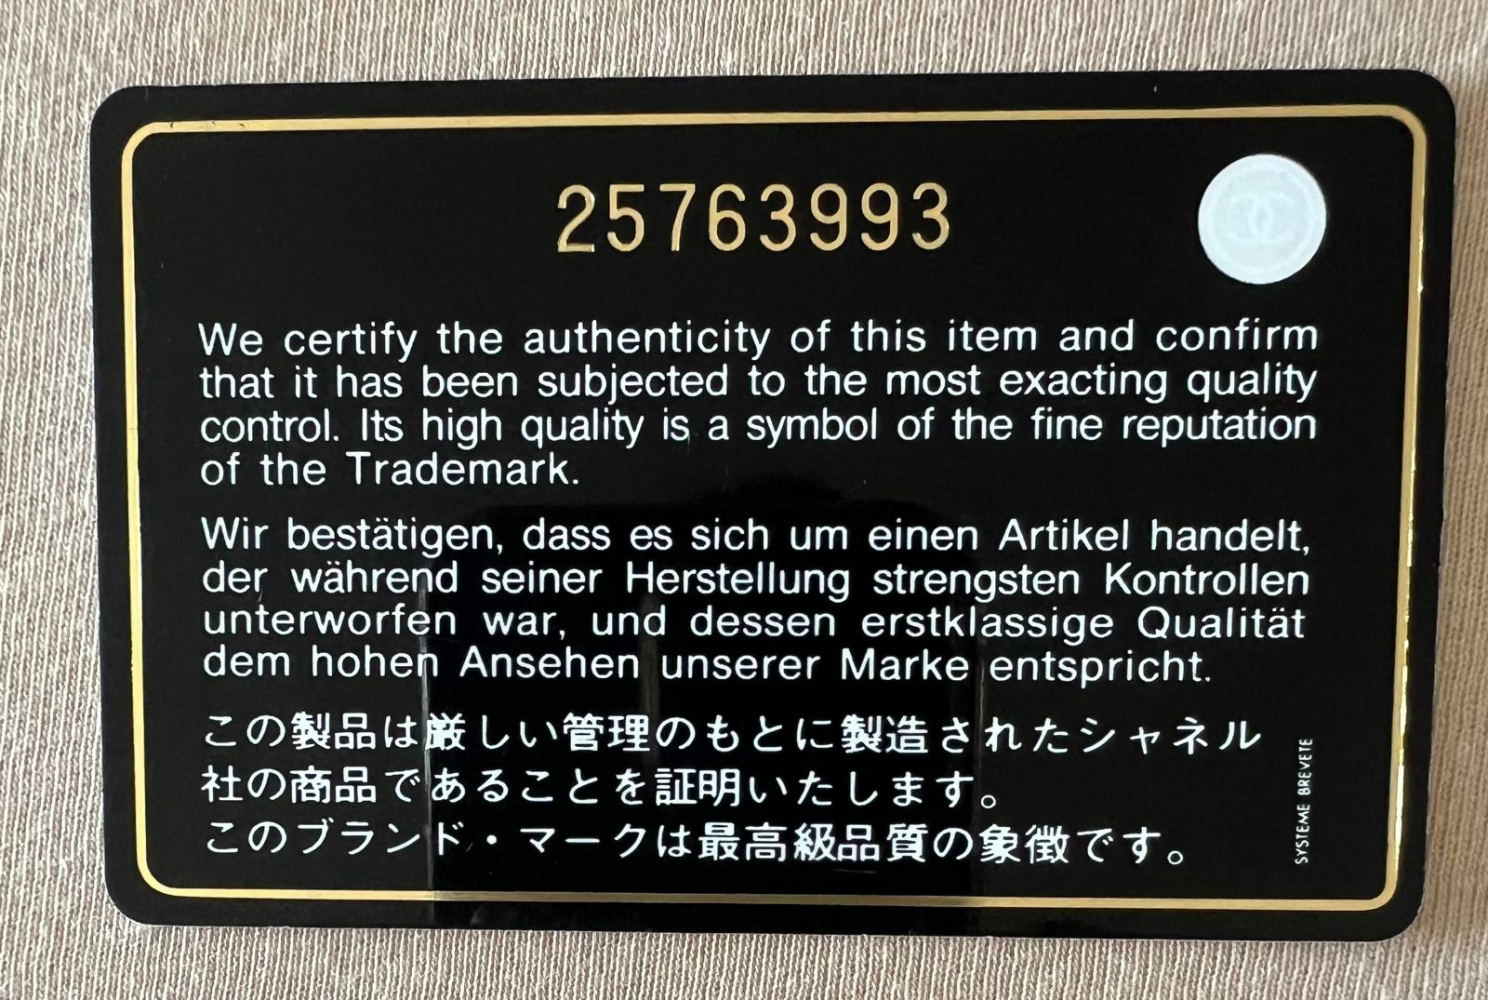 25763993
We certify the authenticity of this item and confirm
that it has been subjected to the most exacting quality
control. Its high quality is a symbol of the fine reputation
of the Trademark.
Wir bestätigen, dass es sich um einen Artikel handelt,
der während seiner Herstellung strengsten Kontrollen
unterworfen war, und dessen erstklassige Qualität
dem hohen Ansehen unserer Marke entspricht.
この製品は厳しい管理のもとに製造されたシャネル
社の商品であることを証明いたします。
このブランド・マークは最高級品質の象徴です。
SYSTEME BREVETE